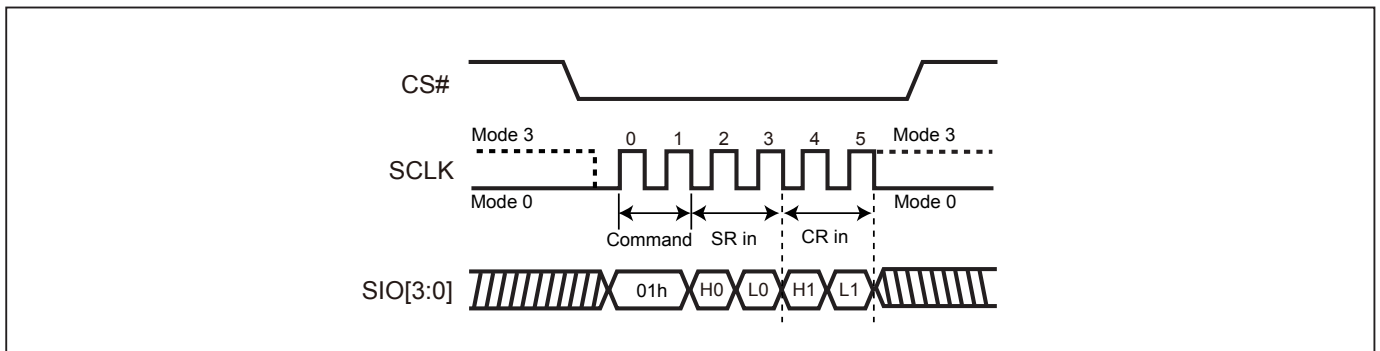 CS#
Mode 3 0 1 2 3 4 5 Mode 3
SCLK
Mode 0 Mode 0
Command SR in CR in
SIO[3:0] 01h H0 L0 H1 L1